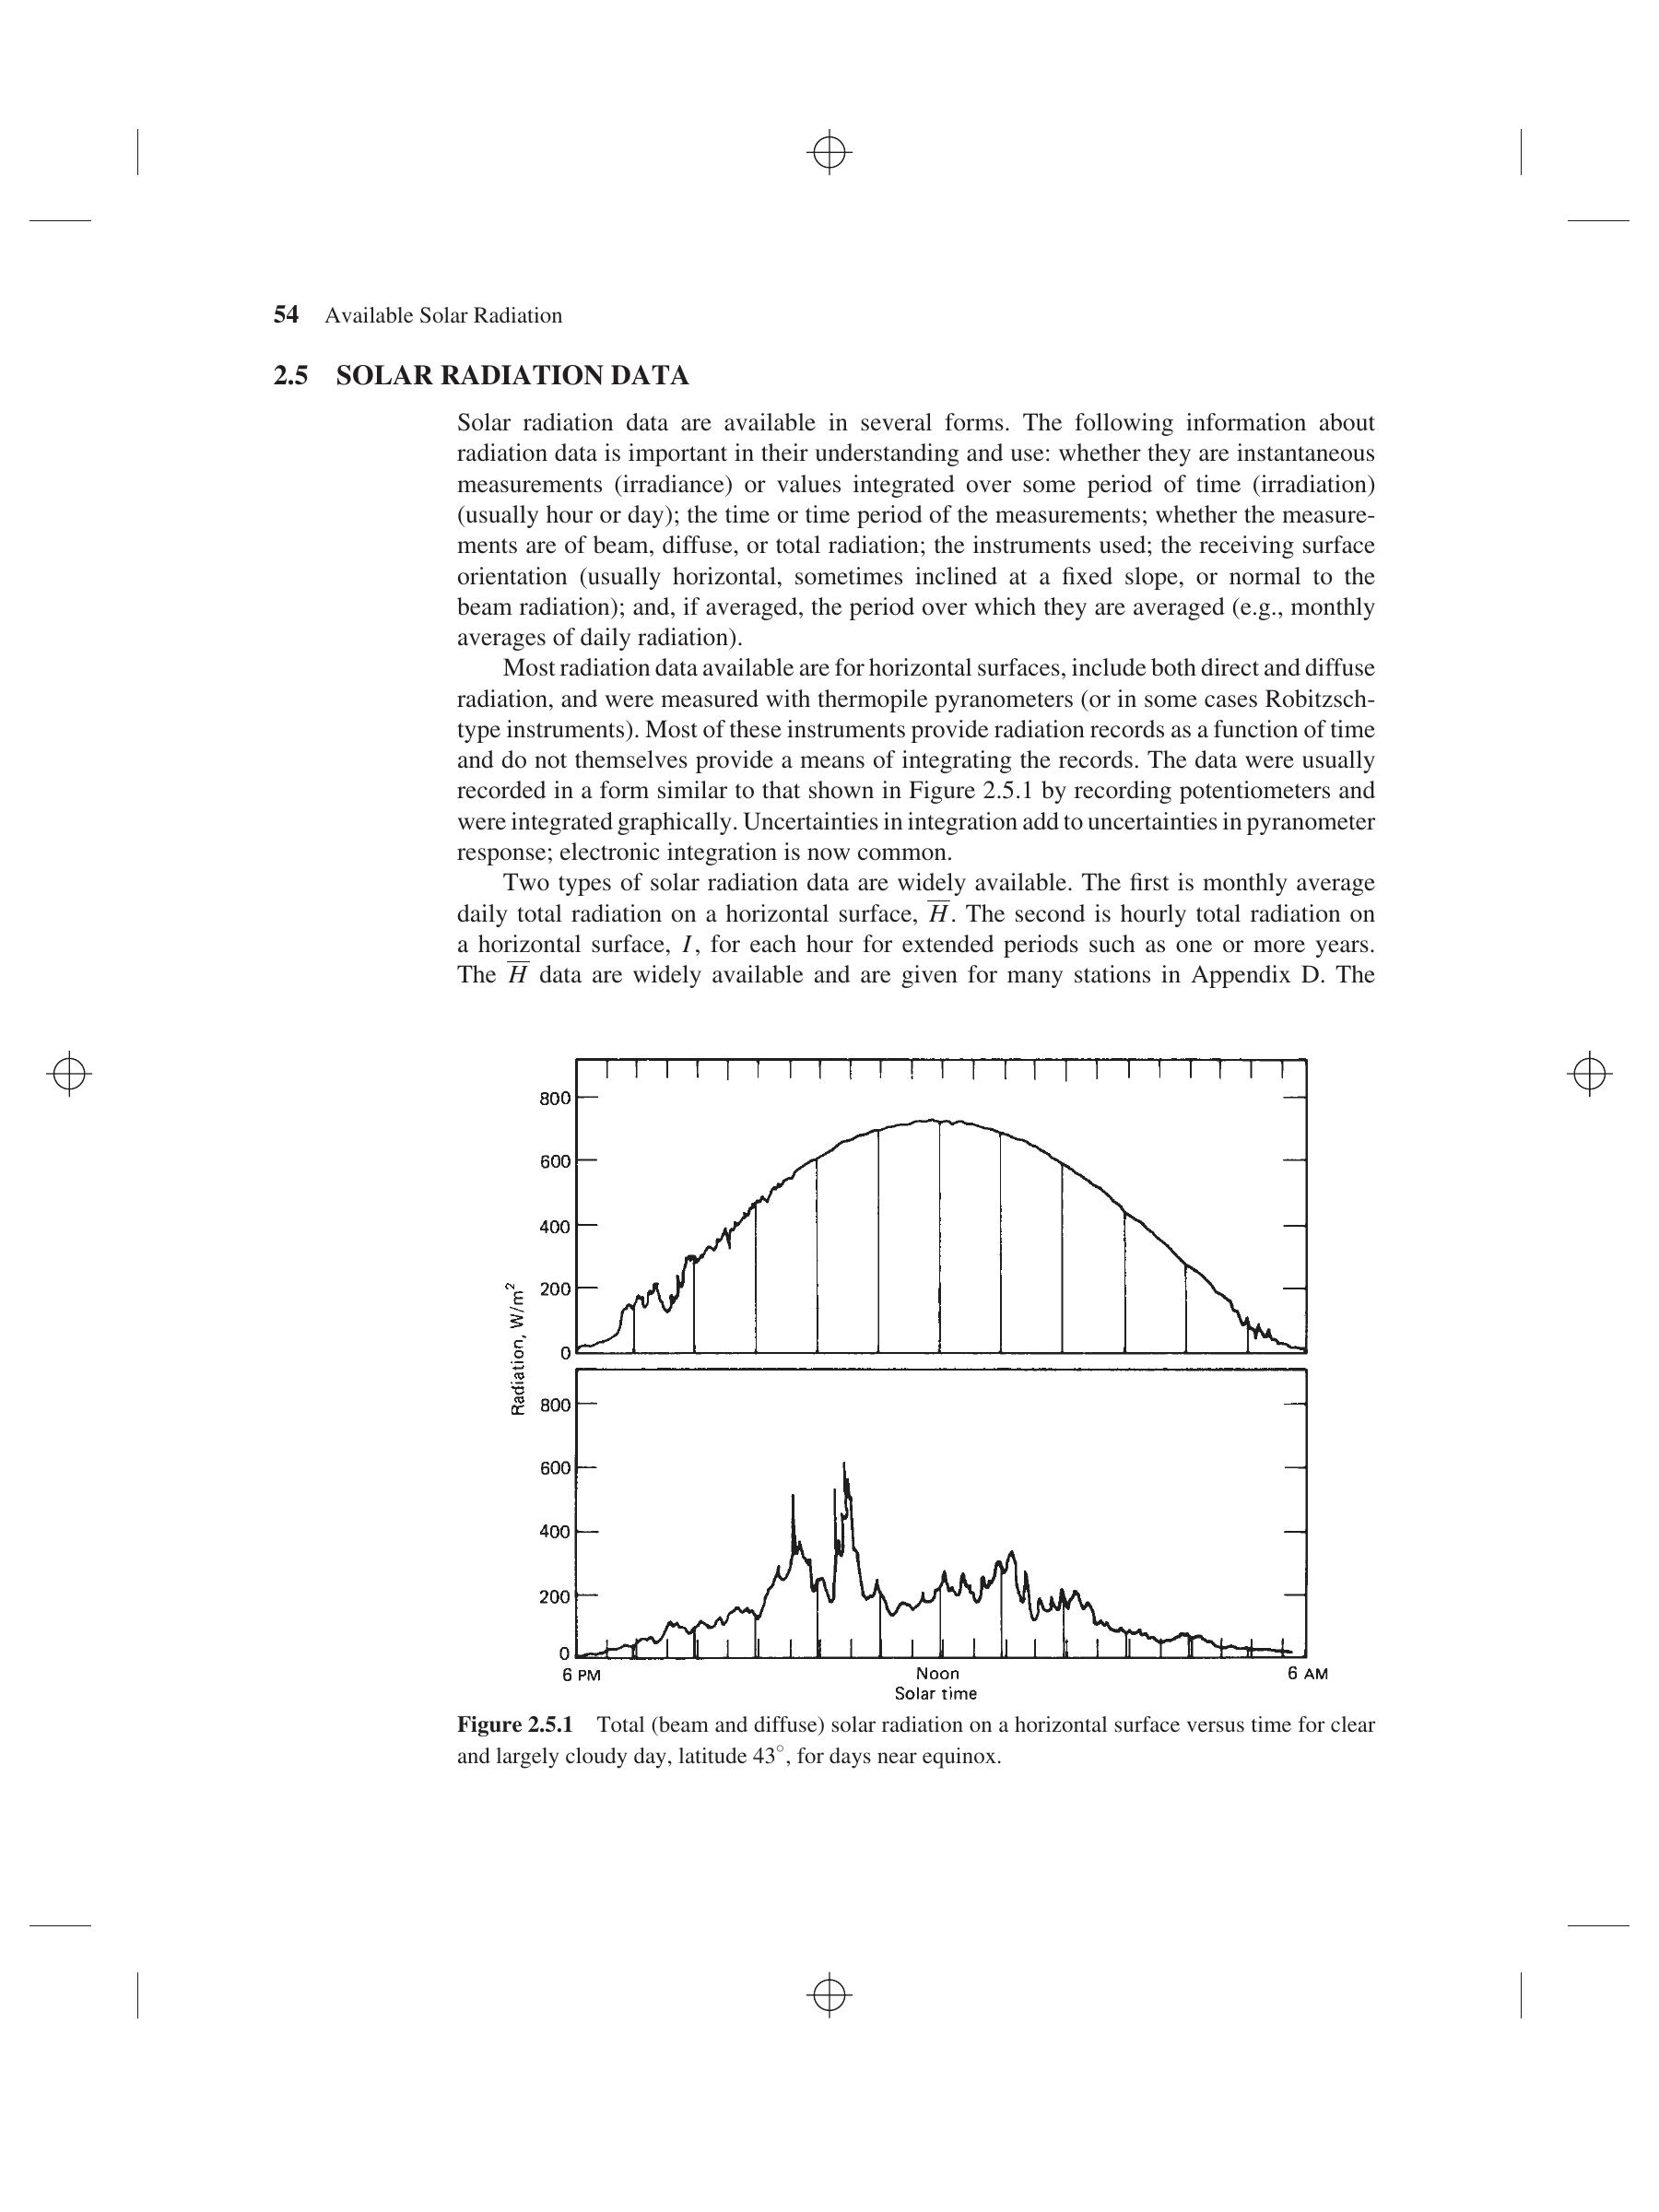 54 Available Solar Radiation
2.5 SOLAR RADIATION DATA
Solar radiation data are available in several forms. The following information about
radiation data is important in their understanding and use: whether they are instantaneous
measurements (irradiance) or values integrated over some period of time (irradiation)
(usually hour or day); the time or time period of the measurements; whether the measure-
ments are of beam, diffuse, or total radiation; the instruments used; the receiving surface
orientation (usually horizontal, sometimes inclined at a fixed slope, or normal to the
beam radiation); and, if averaged, the period over which they are averaged (e.g., monthly
averages of daily radiation).
Most radiation data available are for horizontal surfaces, include both direct and diffuse
radiation, and were measured with thermopile pyranometers (or in some cases Robitzsch-
type instruments). Most of these instruments provide radiation records as a function of time
and do not themselves provide a means of integrating the records. The data were usually
recorded in a form similar to that shown in Figure 2.5.1 by recording potentiometers and
were integrated graphically. Uncertainties in integration add to uncertainties in pyranometer
response; electronic integration is now common.
Two types of solar radiation data are widely available. The first is monthly average
daily total radiation on a horizontal surface, H̅. The second is hourly total radiation on
a horizontal surface, I, for each hour for extended periods such as one or more years.
The H̅ data are widely available and are given for many stations in Appendix D. The
800
600
400
200
0
Radiation, W/m²
800
600
400
200
0
6 PM Noon 6 AM
Solar time
Figure 2.5.1 Total (beam and diffuse) solar radiation on a horizontal surface versus time for clear
and largely cloudy day, latitude 43°, for days near equinox.